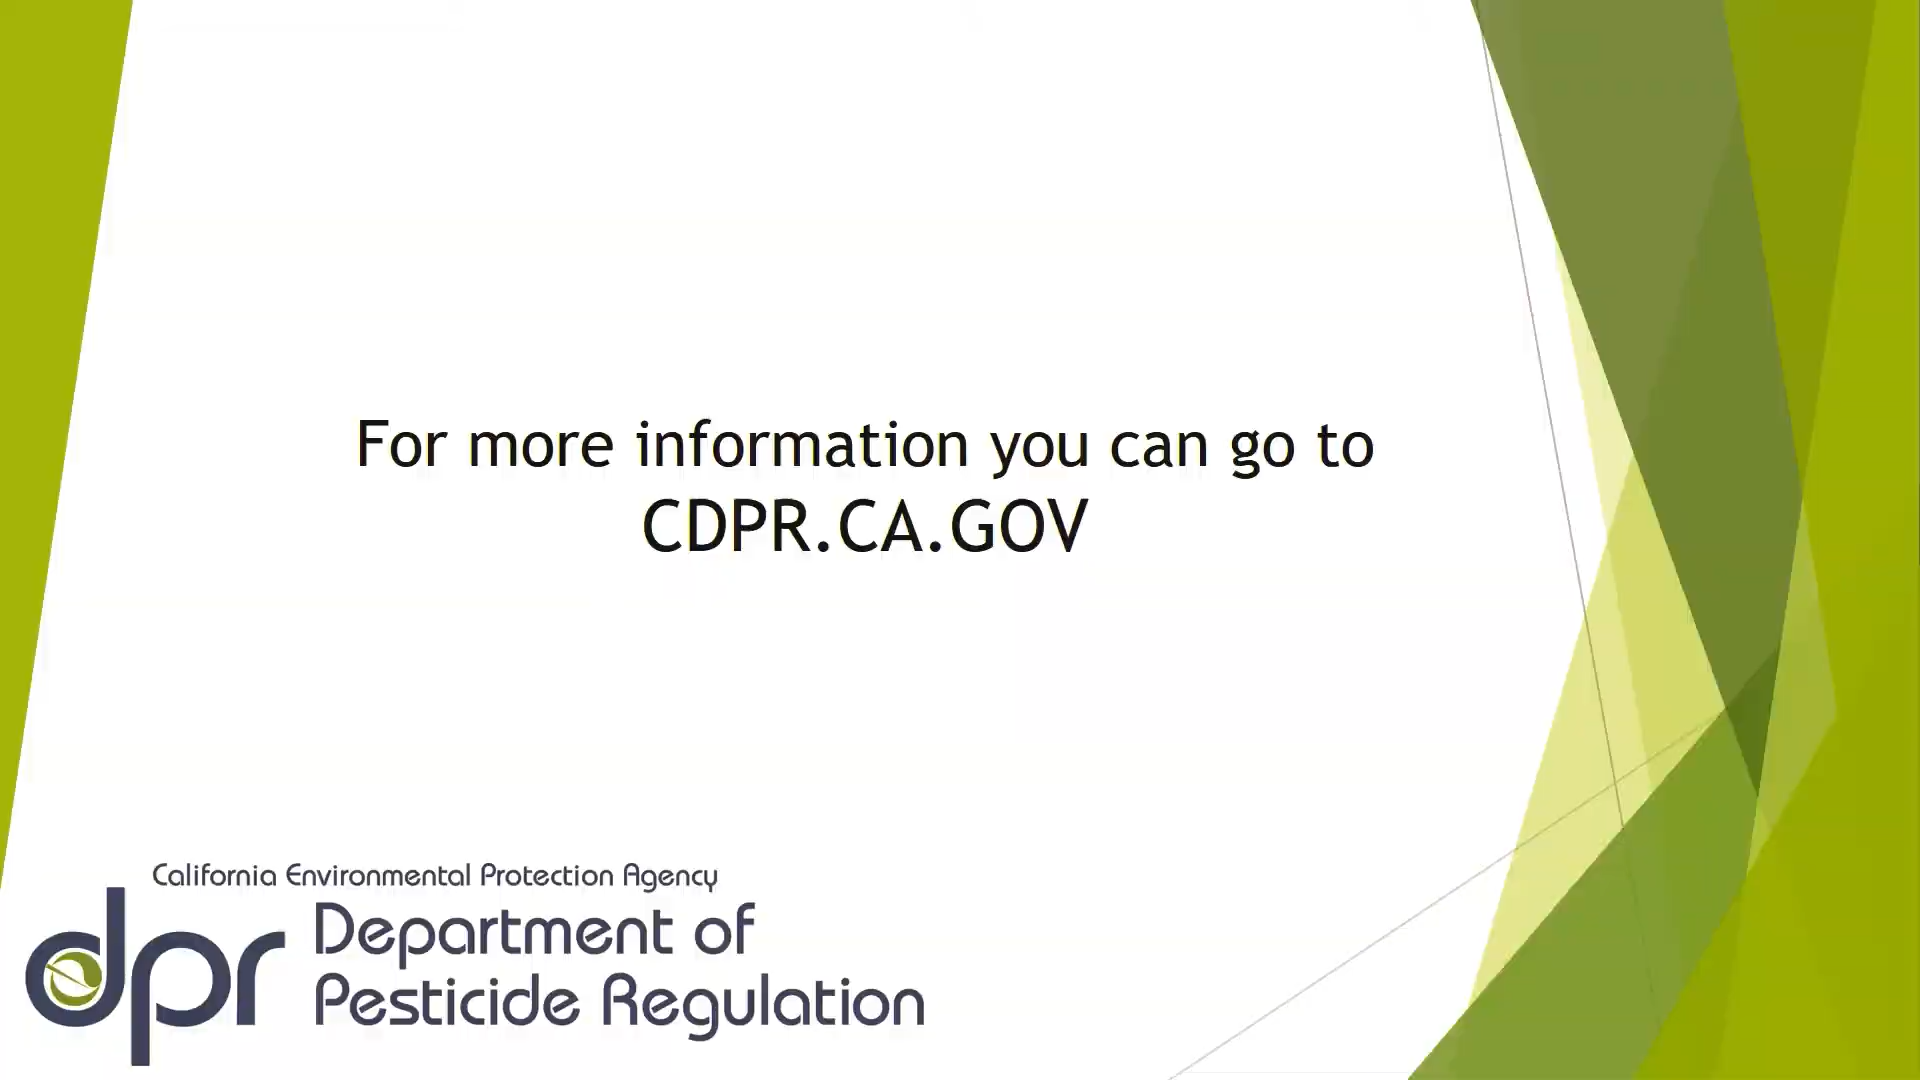 For more information you can go to
CDPR.CA.GOV
California Environmental Protection Agency
dpr
Department of
Pesticide Regulation